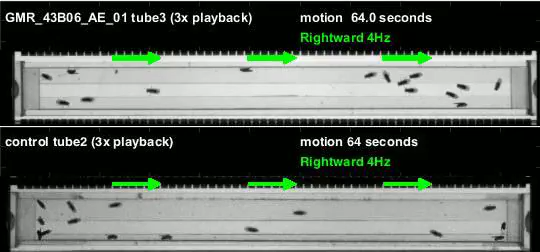 GMR_43B06_AE_01 tube3 (3x playback)
motion  64.0 seconds
Rightward 4Hz
control tube2 (3x playback)
motion 64 seconds
Rightward 4Hz